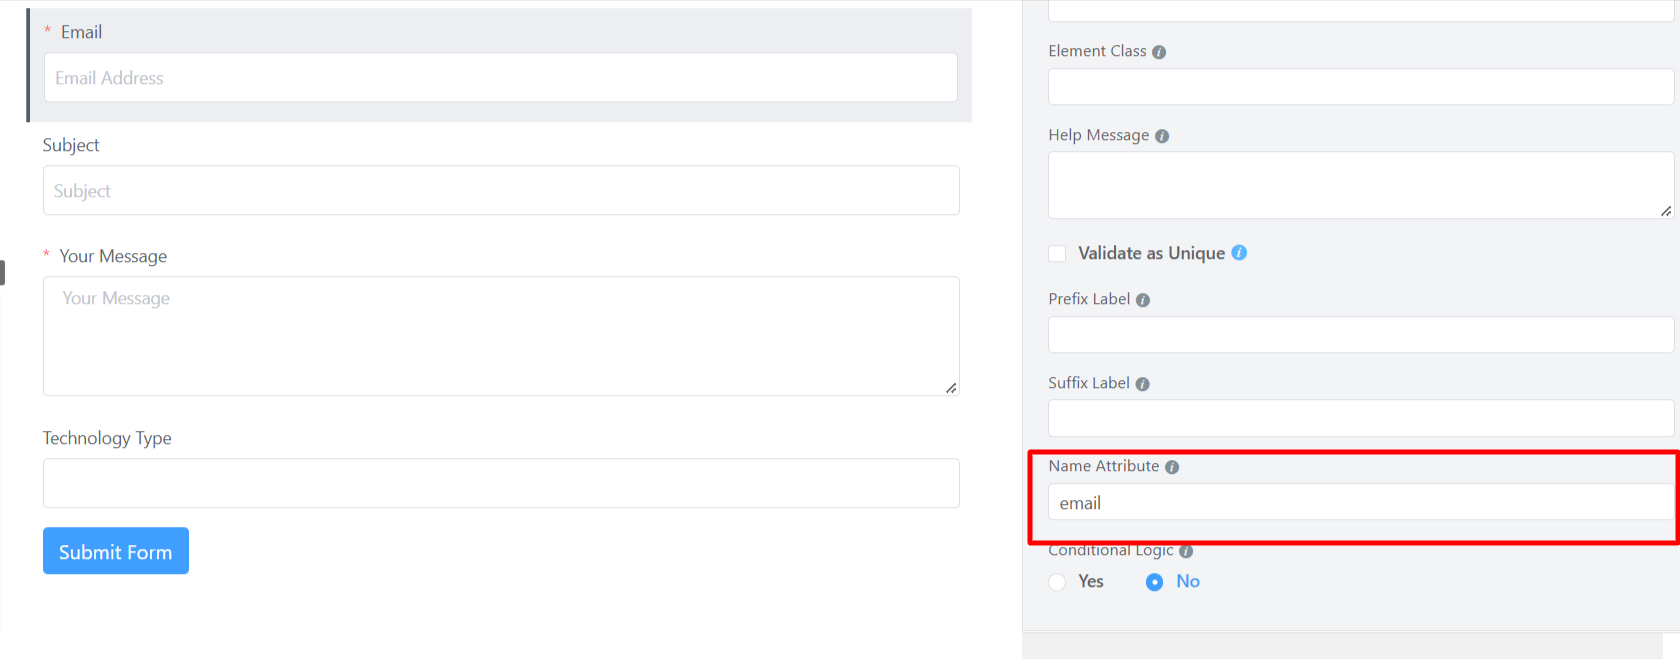 * Email
Email Address
Subject
Subject
* Your Message
Your Message
Technology Type
Submit Form
Element Class
Help Message
Validate as Unique
Prefix Label
Suffix Label
Name Attribute
email
Conditional Logic
Yes
No